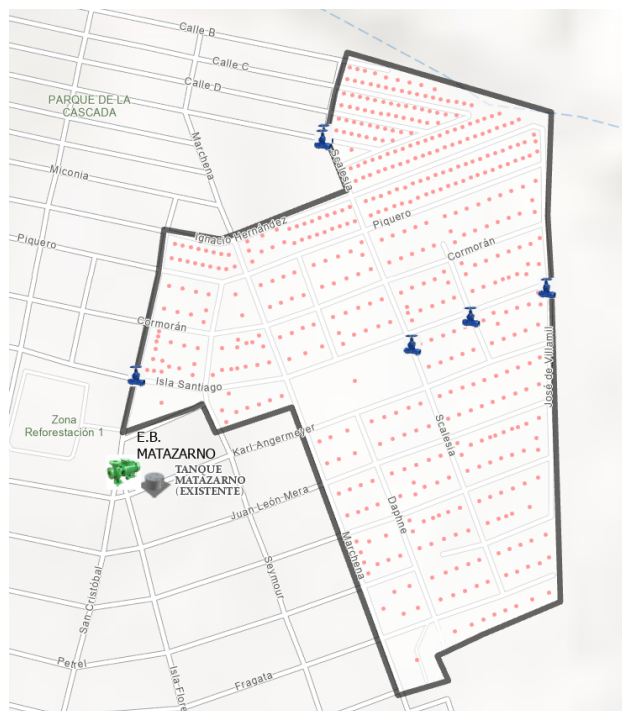 Calle B
Calle C
Calle D
PARQUE DE LA
CASCADA
Marchena
Scalesia
Miconia
Ignacio Hernández
Piquero
Piquero
Cormorán
Cormorán
José de Villamil
Isla Santiago
Zona
Reforestación 1
E.B.
MATAZARNO
Karl-Angermeyer
Scalesia
TANQUE
MATAZARNO
(EXISTENTE)
Juan León Mera
Daphne
Marchena
Seymour
San Cristóbal
Petrel
Isla-Flore
Fragata